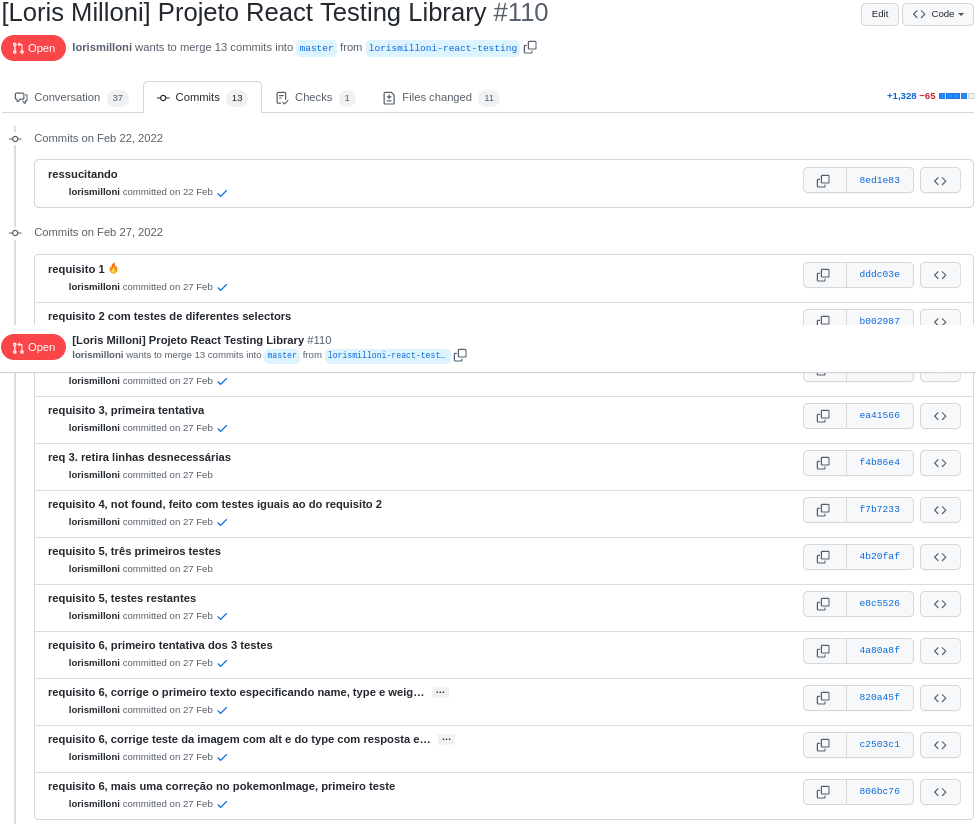 [Loris Milloni] Projeto React Testing Library #110
Edit
Code
Open
lorismilloni wants to merge 13 commits into master from lorismilloni-react-testing
Conversation 37
Commits 13
Checks 1
Files changed 11
+1,328 −65
Commits on Feb 22, 2022
ressucitando
8ed1e83
lorismilloni committed on 22 Feb
Commits on Feb 27, 2022
requisito 1 🔥
dddc03e
lorismilloni committed on 27 Feb
requisito 2 com testes de diferentes selectors
b002987
Open
[Loris Milloni] Projeto React Testing Library #110
lorismilloni wants to merge 13 commits into master from lorismilloni-react-test…
lorismilloni committed on 27 Feb
requisito 3, primeira tentativa
ea41566
lorismilloni committed on 27 Feb
req 3. retira linhas desnecessárias
f4b86e4
lorismilloni committed on 27 Feb
requisito 4, not found, feito com testes iguais ao do requisito 2
f7b7233
lorismilloni committed on 27 Feb
requisito 5, três primeiros testes
4b20faf
lorismilloni committed on 27 Feb
requisito 5, testes restantes
e8c5526
lorismilloni committed on 27 Feb
requisito 6, primeiro tentativa dos 3 testes
4a80a8f
lorismilloni committed on 27 Feb
requisito 6, corrige o primeiro texto especificando name, type e weig… …
820a45f
lorismilloni committed on 27 Feb
requisito 6, corrige teste da imagem com alt e do type com resposta e… …
c2503c1
lorismilloni committed on 27 Feb
requisito 6, mais uma correção no pokemonImage, primeiro teste
806bc76
lorismilloni committed on 27 Feb